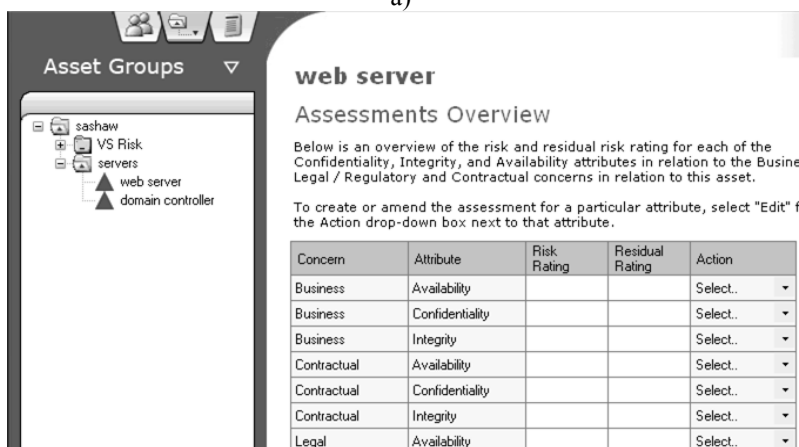 a)
Asset Groups
sashaw
VS Risk
servers
web server
domain controller
web server
Assessments Overview
Below is an overview of the risk and residual risk rating for each of the
Confidentiality, Integrity, and Availability attributes in relation to the Busine
Legal / Regulatory and Contractual concerns in relation to this asset.
To create or amend the assessment for a particular attribute, select "Edit" f
the Action drop-down box next to that attribute.
Concern Attribute Risk Rating Residual Rating Action
Business Availability Select..
Business Confidentiality Select..
Business Integrity Select..
Contractual Availability Select..
Contractual Confidentiality Select..
Contractual Integrity Select..
Legal Availability Select..